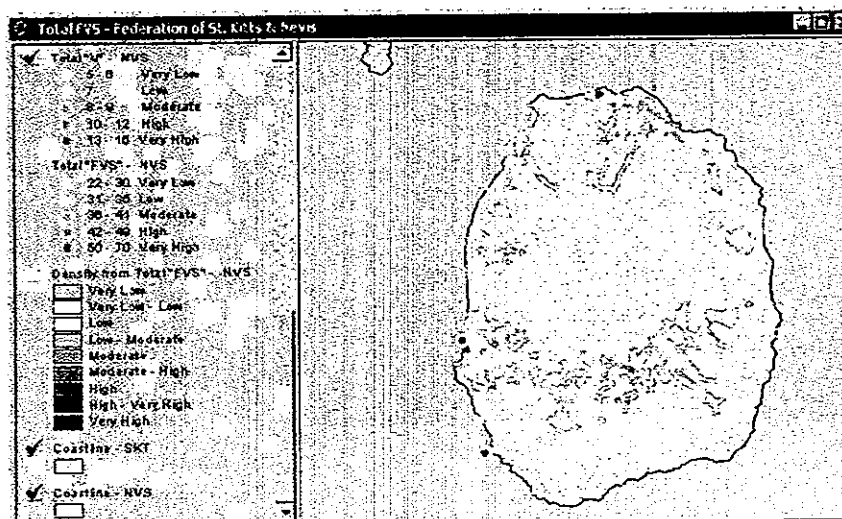 Total FVS - Federation of St. Kitts & Nevis
Total "V" - NVS
5 - 6 Very Low
7 Low
8 - 9 Moderate
10 - 12 High
13 - 16 Very High
Total "FVS" - NVS
22 - 30 Very Low
31 - 35 Low
36 - 41 Moderate
42 - 49 High
50 - 70 Very High
Density from Total "FVS" - NVS
Very Low
Very Low - Low
Low
Low - Moderate
Moderate
Moderate - High
High
High - Very High
Very High
Coastline - SKT
Coastline - NVS